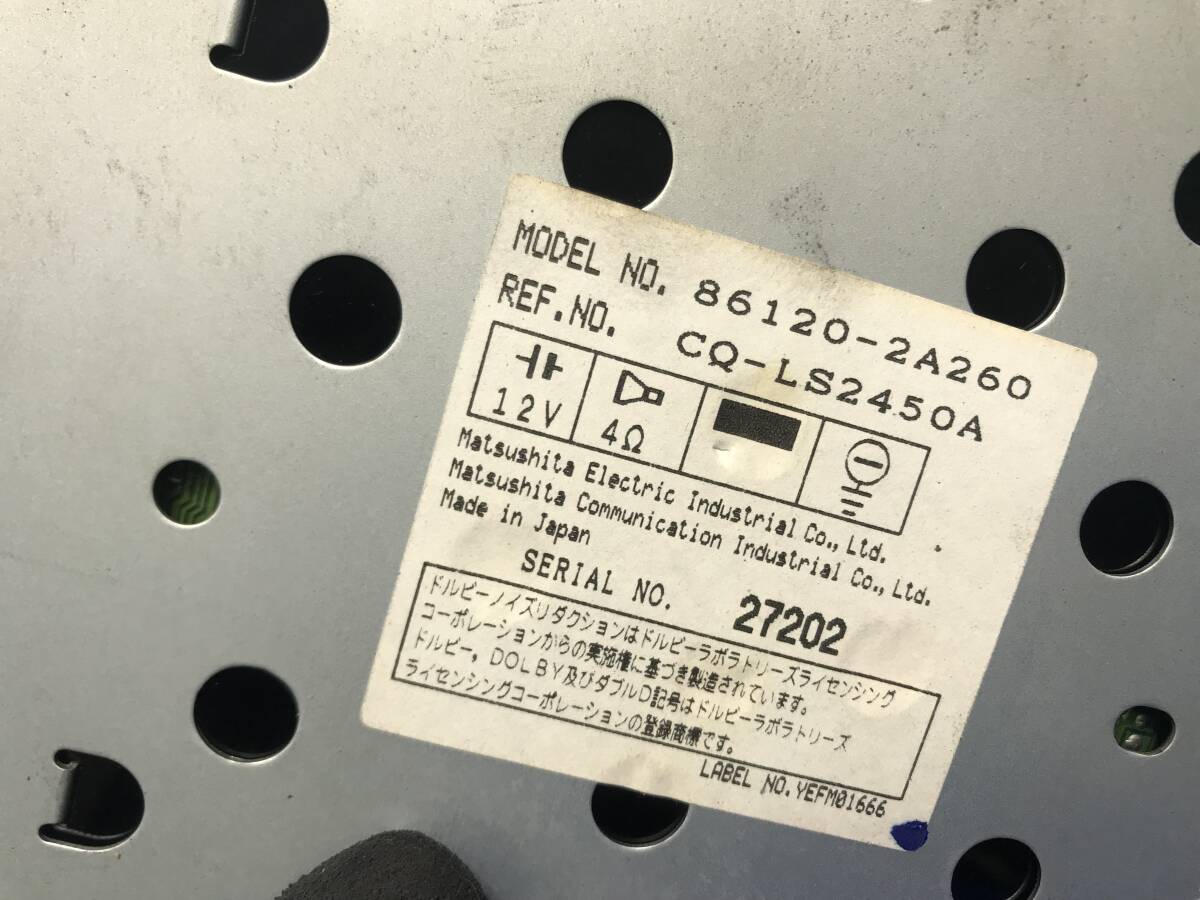 MODEL NO. 86120-2A260
REF.NO. CQ-LS2450A
12V 4Ω
Matsushita Electric Industrial Co., Ltd.
Matsushita Communication Industrial Co., Ltd.
Made in Japan
SERIAL NO. 27202
ドルビーノイズリダクションはドルビーラボラトリーズライセンシング
コーポレーションからの実施権に基づき製造されています。
ドルビー,DOLBY及びダブルD記号はドルビーラボラトリーズ
ライセンシングコーポレーションの登録商標です。
LABEL NO.YEFM01666